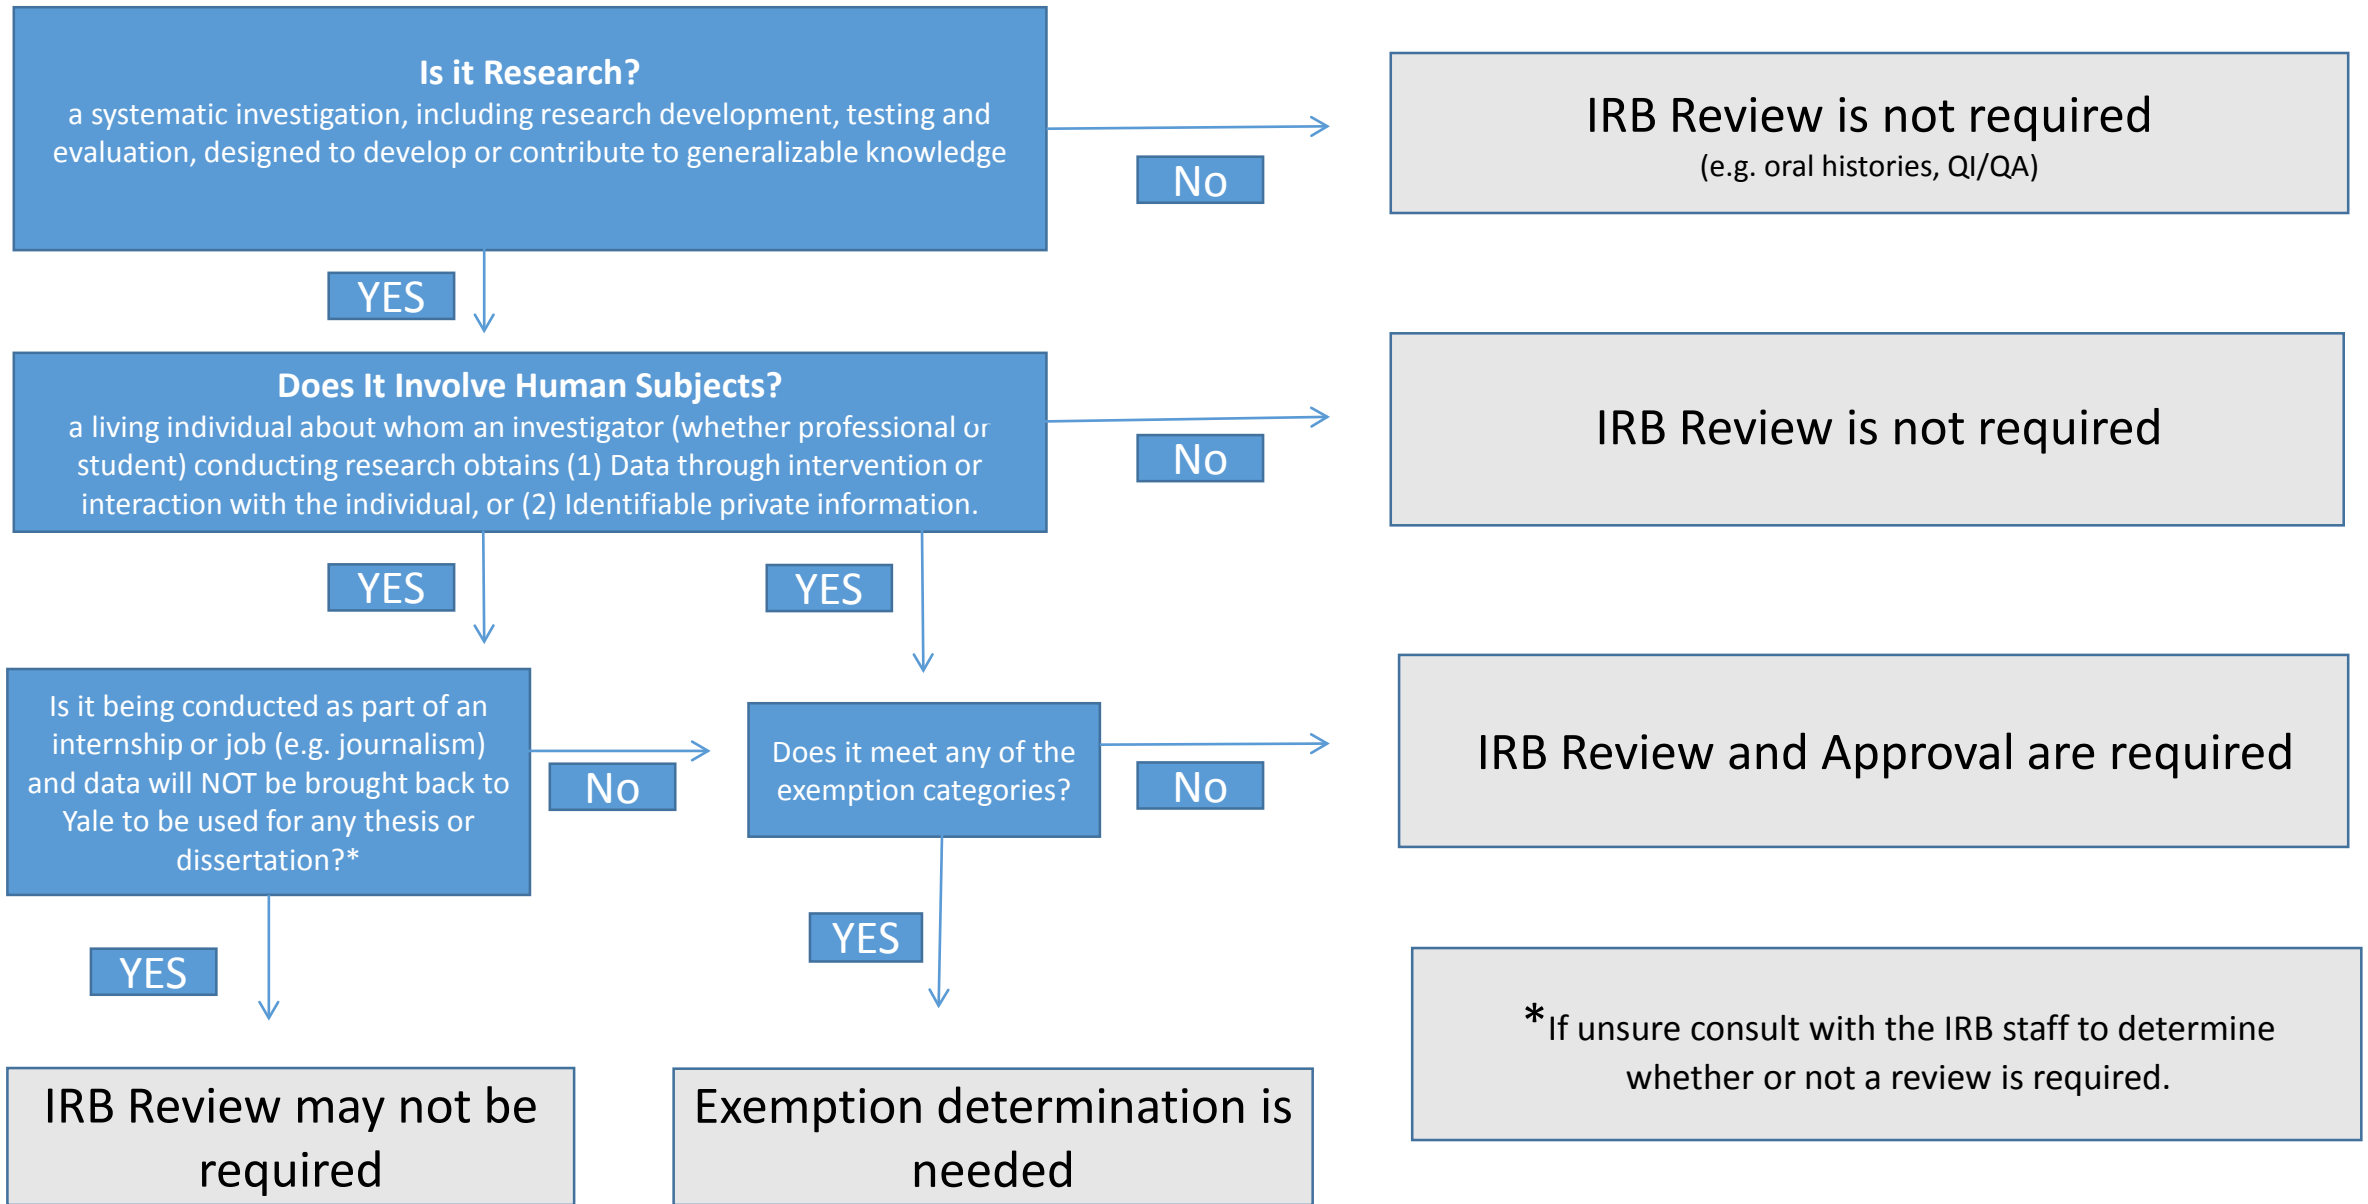 Is it Research?
a systematic investigation, including research development, testing and
evaluation, designed to develop or contribute to generalizable knowledge
No
IRB Review is not required
(e.g. oral histories, QI/QA)
YES
Does It Involve Human Subjects?
a living individual about whom an investigator (whether professional or
student) conducting research obtains (1) Data through intervention or
interaction with the individual, or (2) Identifiable private information.
No
IRB Review is not required
YES
YES
Is it being conducted as part of an
internship or job (e.g. journalism)
and data will NOT be brought back to
Yale to be used for any thesis or
dissertation?*
No
Does it meet any of the
exemption categories?
No
IRB Review and Approval are required
YES
YES
*If unsure consult with the IRB staff to determine
whether or not a review is required.
IRB Review may not be
required
Exemption determination is
needed